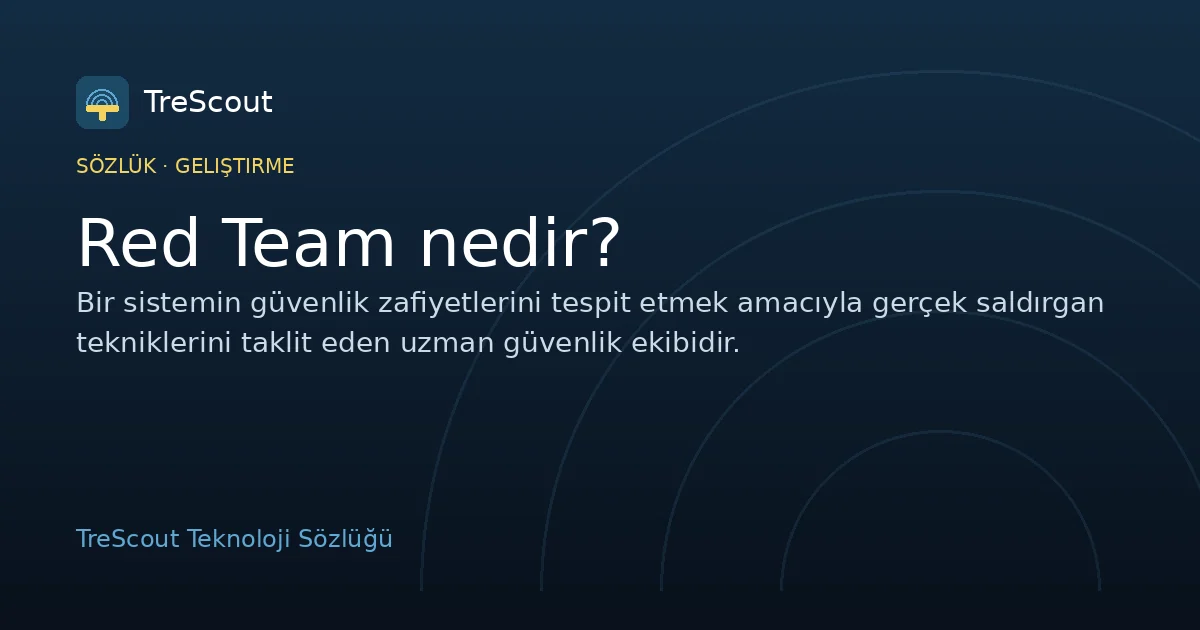 TreScout
SÖZLÜK · GELIŞTIRME
Red Team nedir?
Bir sistemin güvenlik zafiyetlerini tespit etmek amacıyla gerçek saldırgan
tekniklerini taklit eden uzman güvenlik ekibidir.
TreScout Teknoloji Sözlüğü